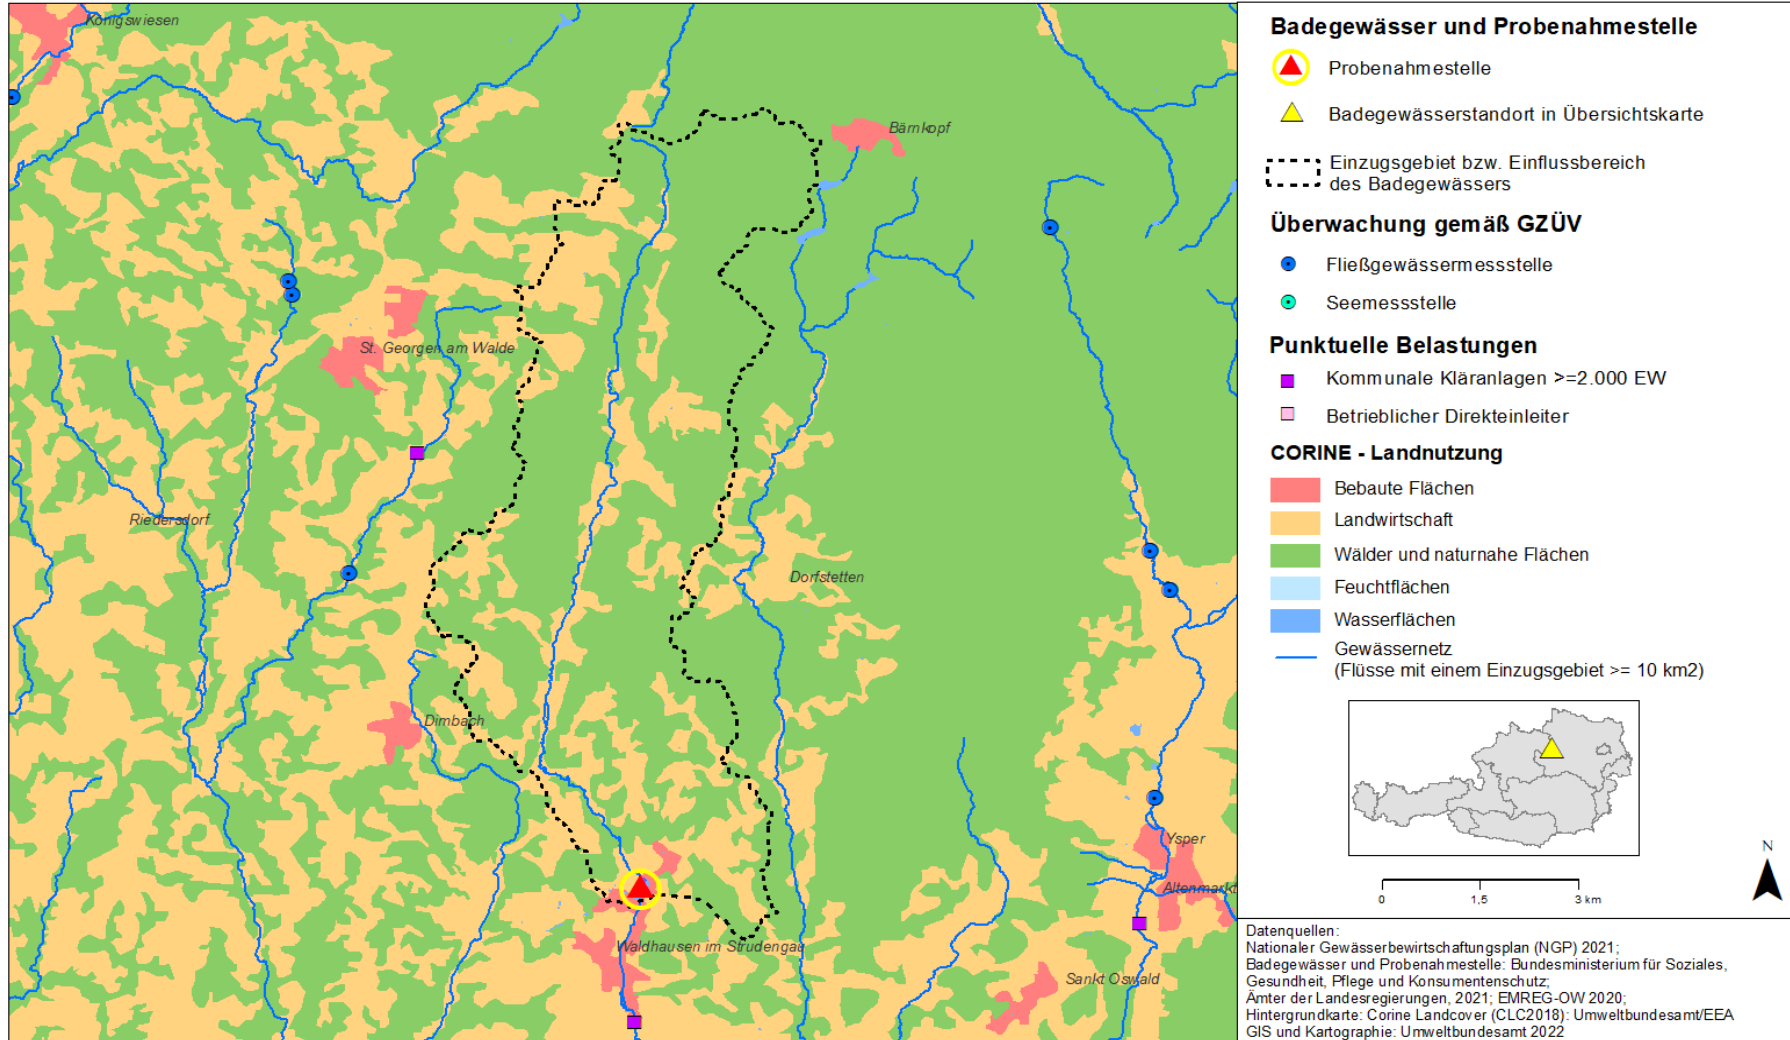 Königswiesen
Bärnkopf
St. Georgen am Walde
Riedersdorf
Dorfstetten
Dimbach
Ysper
Altenmarkt
Waldhausen im Strudengau
Sankt Oswald
Badegewässer und Probenahmestelle
Probenahmestelle
Badegewässerstandort in Übersichtskarte
Einzugsgebiet bzw. Einflussbereich
des Badegewässers
Überwachung gemäß GZÜV
Fließgewässermessstelle
Seemessstelle
Punktuelle Belastungen
Kommunale Kläranlagen >=2.000 EW
Betrieblicher Direkteinleiter
CORINE - Landnutzung
Bebaute Flächen
Landwirtschaft
Wälder und naturnahe Flächen
Feuchtflächen
Wasserflächen
Gewässernetz
(Flüsse mit einem Einzugsgebiet >= 10 km2)
N
0 1,5 3 km
Datenquellen:
Nationaler Gewässerbewirtschaftungsplan (NGP) 2021;
Badegewässer und Probenahmestelle: Bundesministerium für Soziales,
Gesundheit, Pflege und Konsumentenschutz;
Ämter der Landesregierungen, 2021; EMREG-OW 2020;
Hintergrundkarte: Corine Landcover (CLC2018): Umweltbundesamt/EEA
GIS und Kartographie: Umweltbundesamt 2022